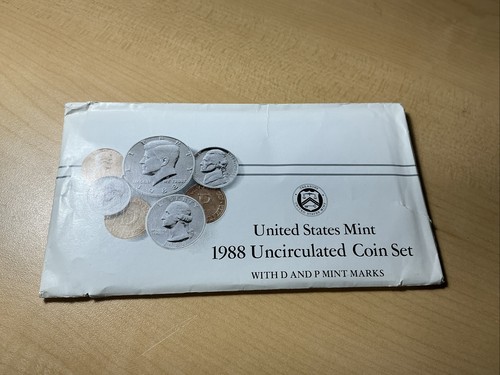 United States Mint
1988 Uncirculated Coin Set
WITH D AND P MINT MARKS